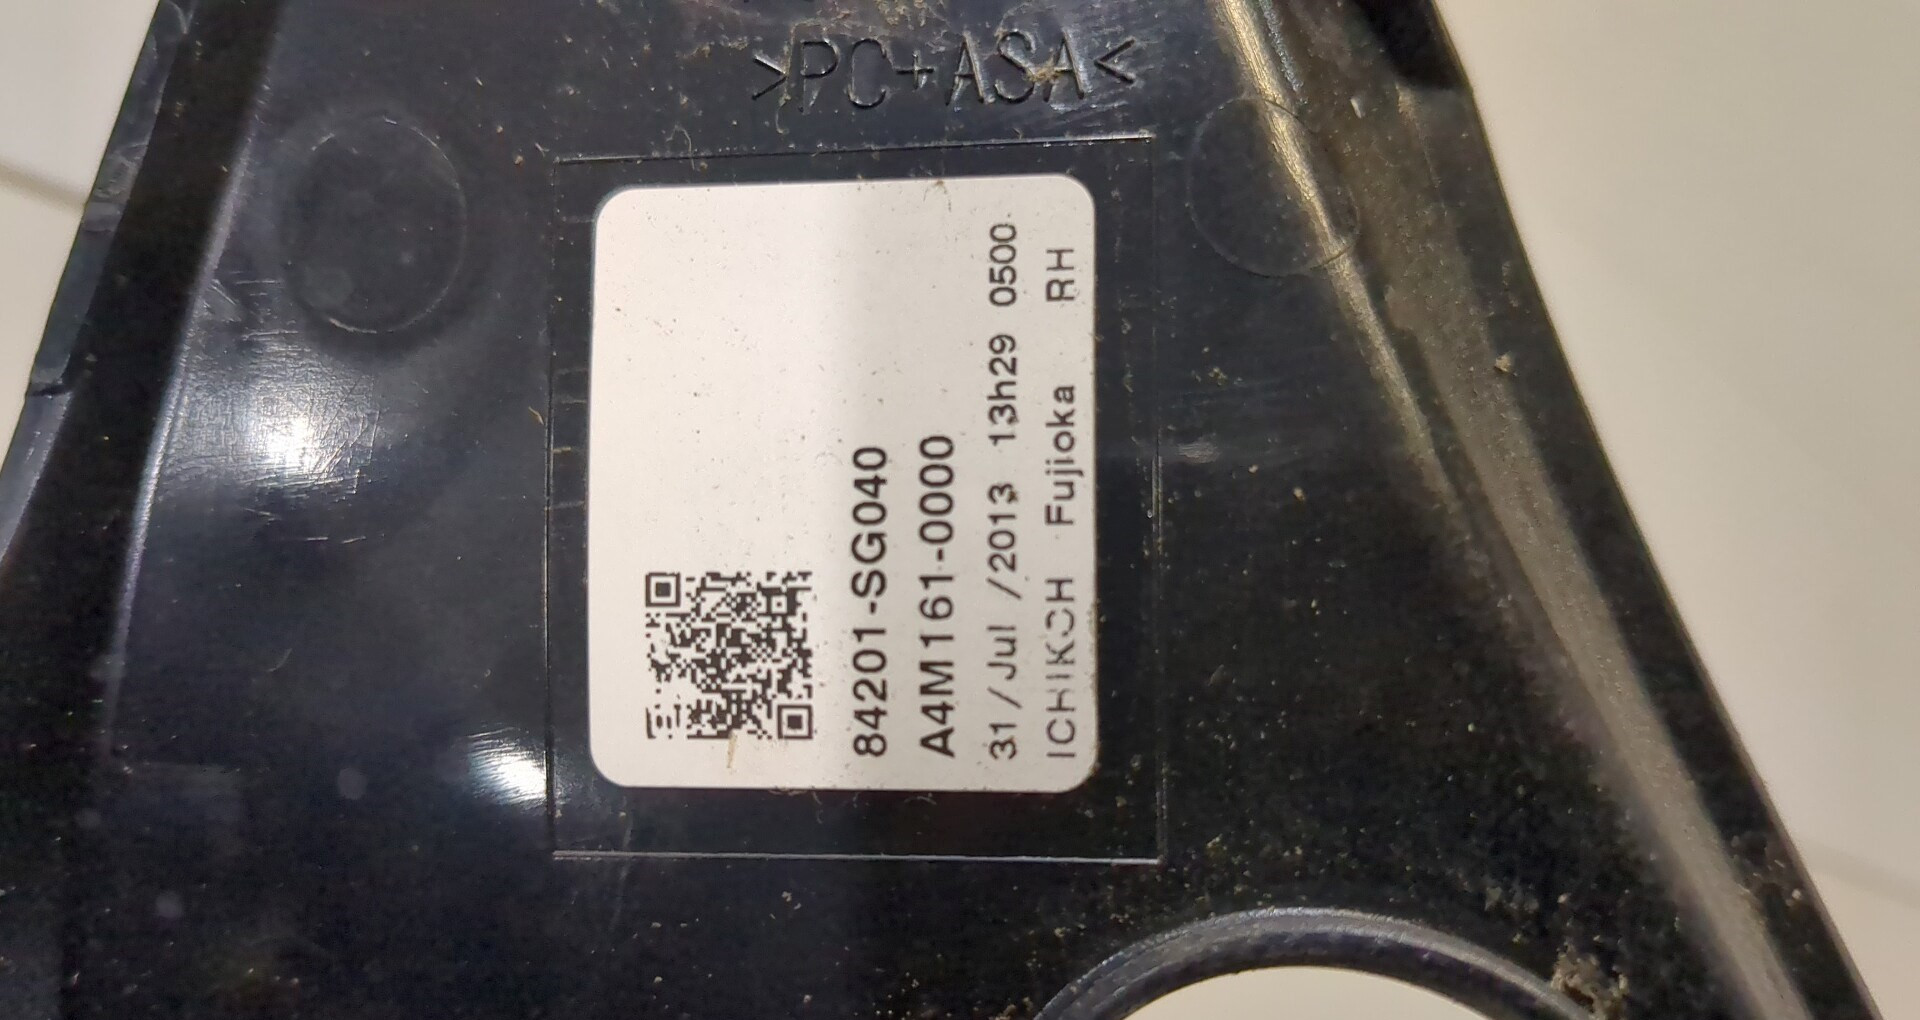 >PC+ASA<
84201-SG040
A4M161-0000
31/Jul /2013 13h29 0500
ICHIKOH Fujioka RH